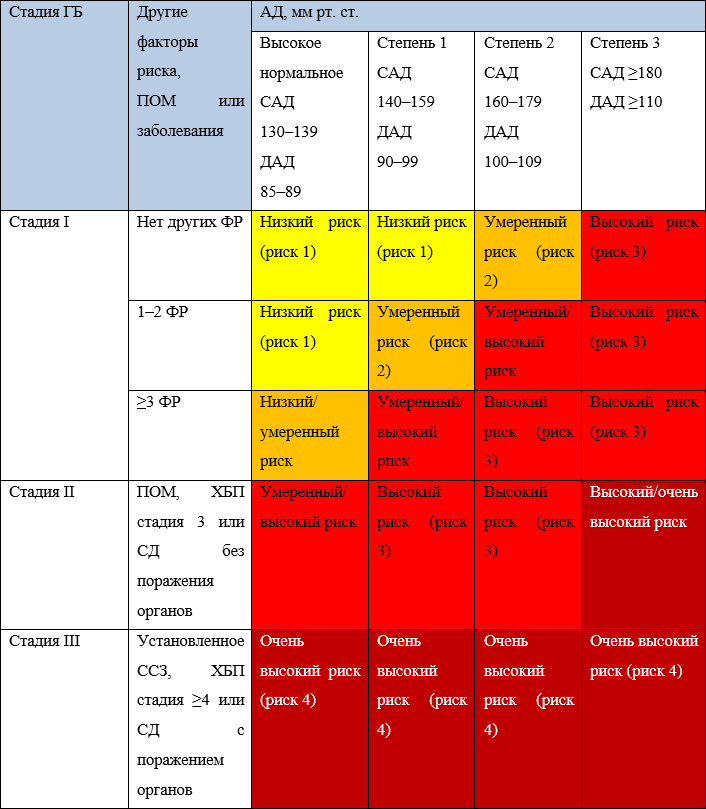 Стадия ГБ
Другие
факторы
риска,
ПОМ или
заболевания
АД, мм рт. ст.
Высокое
нормальное
САД
130–139
ДАД
85–89
Степень 1
САД
140–159
ДАД
90–99
Степень 2
САД
160–179
ДАД
100–109
Степень 3
САД ≥180
ДАД ≥110
Стадия I
Нет других ФР
Низкий риск
(риск 1)
Низкий риск
(риск 1)
Умеренный
риск (риск
2)
Высокий риск
(риск 3)
1–2 ФР
Низкий риск
(риск 1)
Умеренный
риск (риск
2)
Умеренный/
высокий
риск
Высокий риск
(риск 3)
≥3 ФР
Низкий/
умеренный
риск
Умеренный/
высокий
риск
Высокий
риск (риск
3)
Высокий риск
(риск 3)
Стадия II
ПОМ, ХБП
стадия 3 или
СД без
поражения
органов
Умеренный/
высокий риск
Высокий
риск (риск
3)
Высокий
риск (риск
3)
Высокий/очень
высокий риск
Стадия III
Установленное
ССЗ, ХБП
стадия ≥4 или
СД с
поражением
органов
Очень
высокий риск
(риск 4)
Очень
высокий
риск (риск
4)
Очень
высокий
риск (риск
4)
Очень высокий
риск (риск 4)